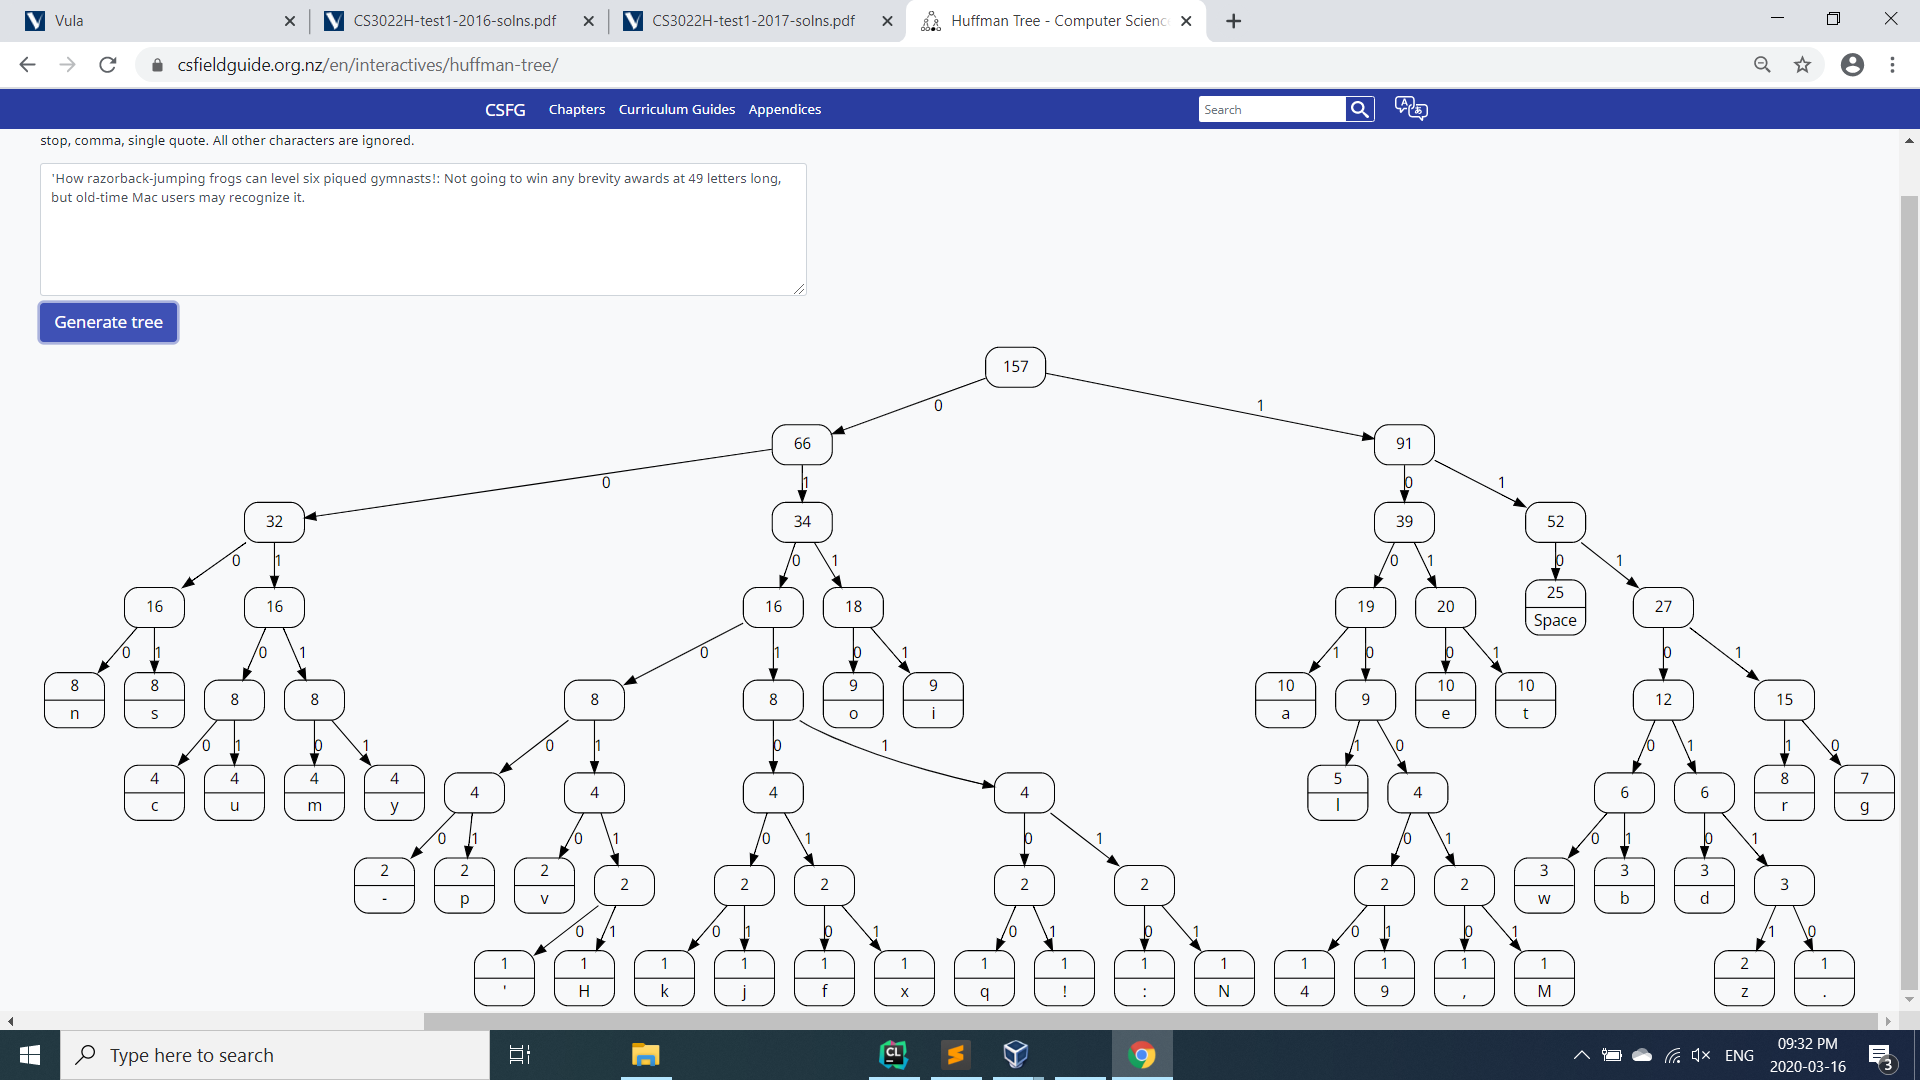 Vula
CS3022H-test1-2016-solns.pdf
CS3022H-test1-2017-solns.pdf
Huffman Tree - Computer Scienc
csfieldguide.org.nz/en/interactives/huffman-tree/
CSFG Chapters Curriculum Guides Appendices Search
stop, comma, single quote. All other characters are ignored.
'How razorback-jumping frogs can level six piqued gymnasts!: Not going to win any brevity awards at 49 letters long,
but old-time Mac users may recognize it.
Generate tree
157
0 1
66 91
0 1 0 1
32 34 39 52
0 1 0 1 0 1 0 1
16 16 16 18 19 20 25 27
Space
0 1 0 1 0 1 0 1 1 0 0 1 0 1
8 8 8 8 8 8 9 9 10 9 10 10 12 15
n s o i a e t
0 1 0 1 0 1 0 1 1 0 0 1 1 0
4 4 4 4 4 4 4 4 5 4 6 6 8 7
c u m y l r g
0 1 0 1 0 1 0 1 0 1 0 1 0 1
2 2 2 2 2 2 2 2 2 2 3 3 3 3
- p v w b d
0 1 0 1 0 1 0 1 0 1 0 1 0 1 1 0
1 1 1 1 1 1 1 1 1 1 1 1 1 1 2 1
' H k j f x q ! : N 4 9 , M z .
Type here to search
CL
ENG
09:32 PM
2020-03-16
3